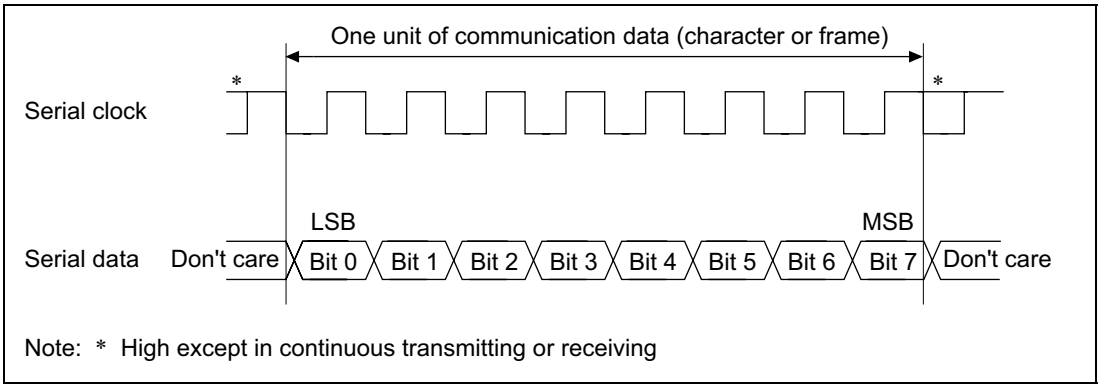 One unit of communication data (character or frame)
* *
Serial clock
LSB MSB
Serial data Don't care Bit 0 Bit 1 Bit 2 Bit 3 Bit 4 Bit 5 Bit 6 Bit 7 Don't care
Note: * High except in continuous transmitting or receiving